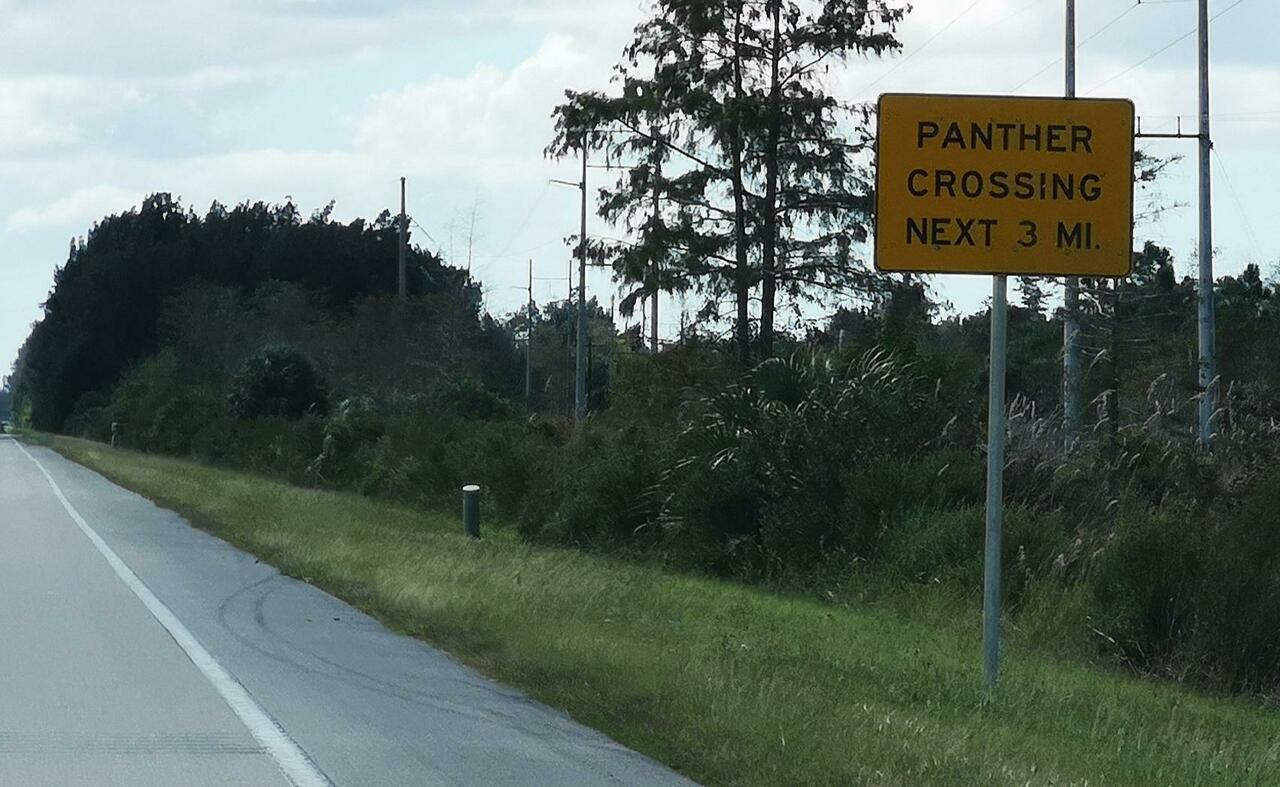 PANTHER
CROSSING
NEXT 3 MI.